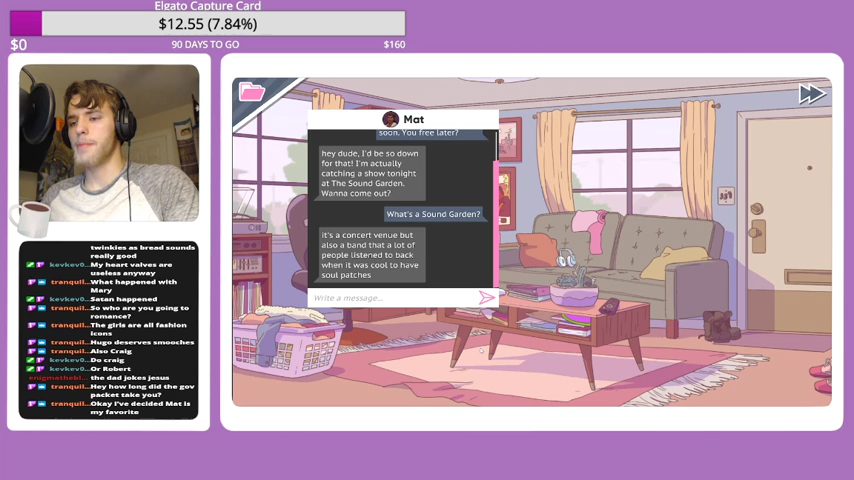 Elgato Capture Card
$12.55 (7.84%)
$0
90 DAYS TO GO
$160
Mat
soon. You free later?
hey dude, I'd be so down
for that! I'm actually
catching a show tonight
at The Sound Garden.
Wanna come out?
What's a Sound Garden?
it's a concert venue but
also a band that a lot of
people listened to back
when it was cool to have
soul patches
Write a message...
twinkies as bread sounds
really good
kevkev0... My heart valves are
useless anyway
tranquil... What happened with
Mary
kevkev0... Satan happened
tranquil... So who are you going to
romance?
tranquil... The girls are all fashion
icons
tranquil... Hugo deserves smooches
tranquil... Also Craig
kevkev0... Do craig
kevkev0... Or Robert
the dad jokes jesus
tranquil... Hey how long did the gov
packet take you?
tranquil... Okay I've decided Mat is
my favorite